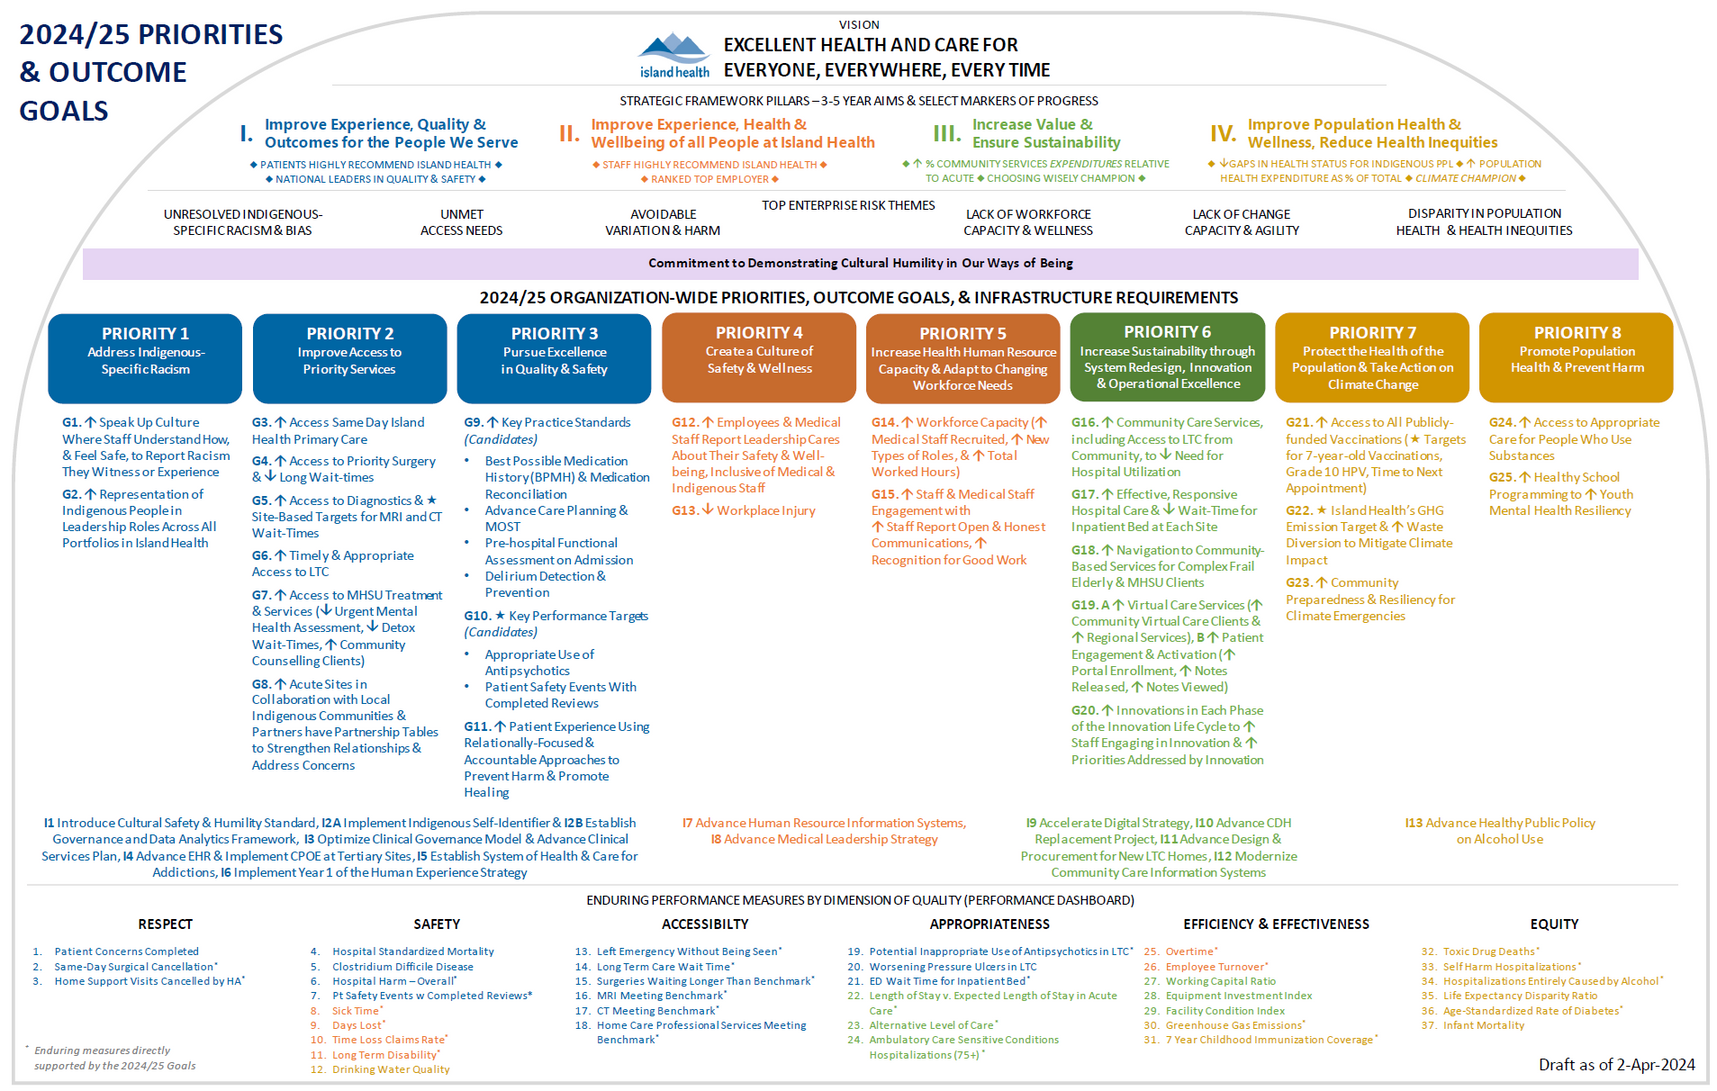 2024/25 PRIORITIES
& OUTCOME
GOALS
VISION
island health
EXCELLENT HEALTH AND CARE FOR
EVERYONE, EVERYWHERE, EVERY TIME
STRATEGIC FRAMEWORK PILLARS – 3-5 YEAR AIMS & SELECT MARKERS OF PROGRESS
I. Improve Experience, Quality &
Outcomes for the People We Serve
◆ PATIENTS HIGHLY RECOMMEND ISLAND HEALTH ◆
◆ NATIONAL LEADERS IN QUALITY & SAFETY ◆
II. Improve Experience, Health &
Wellbeing of all People at Island Health
◆ STAFF HIGHLY RECOMMEND ISLAND HEALTH ◆
◆ RANKED TOP EMPLOYER ◆
III. Increase Value &
Ensure Sustainability
◆ ↑ % COMMUNITY SERVICES EXPENDITURES RELATIVE
TO ACUTE ◆ CHOOSING WISELY CHAMPION ◆
IV. Improve Population Health &
Wellness, Reduce Health Inequities
◆ ↓GAPS IN HEALTH STATUS FOR INDIGENOUS PPL ◆ ↑ POPULATION
HEALTH EXPENDITURE AS % OF TOTAL ◆ CLIMATE CHAMPION ◆
TOP ENTERPRISE RISK THEMES
UNRESOLVED INDIGENOUS-
SPECIFIC RACISM & BIAS
UNMET
ACCESS NEEDS
AVOIDABLE
VARIATION & HARM
LACK OF WORKFORCE
CAPACITY & WELLNESS
LACK OF CHANGE
CAPACITY & AGILITY
DISPARITY IN POPULATION
HEALTH & HEALTH INEQUITIES
Commitment to Demonstrating Cultural Humility in Our Ways of Being
2024/25 ORGANIZATION-WIDE PRIORITIES, OUTCOME GOALS, & INFRASTRUCTURE REQUIREMENTS
PRIORITY 1
Address Indigenous-
Specific Racism
G1. ↑ Speak Up Culture
Where Staff Understand How,
& Feel Safe, to Report Racism
They Witness or Experience
G2. ↑ Representation of
Indigenous People in
Leadership Roles Across All
Portfolios in Island Health
PRIORITY 2
Improve Access to
Priority Services
G3. ↑ Access Same Day Island
Health Primary Care
G4. ↑ Access to Priority Surgery
& ↓ Long Wait-times
G5. ↑ Access to Diagnostics & ★
Site-Based Targets for MRI and CT
Wait-Times
G6. ↑ Timely & Appropriate
Access to LTC
G7. ↑ Access to MHSU Treatment
& Services (↓ Urgent Mental
Health Assessment, ↓ Detox
Wait-Times, ↑ Community
Counselling Clients)
G8. ↑ Acute Sites in
Collaboration with Local
Indigenous Communities &
Partners have Partnership Tables
to Strengthen Relationships &
Address Concerns
PRIORITY 3
Pursue Excellence
in Quality & Safety
G9. ↑ Key Practice Standards
(Candidates)
• Best Possible Medication
History (BPMH) & Medication
Reconciliation
• Advance Care Planning &
MOST
• Pre-hospital Functional
Assessment on Admission
• Delirium Detection &
Prevention
G10. ★ Key Performance Targets
(Candidates)
• Appropriate Use of
Antipsychotics
• Patient Safety Events With
Completed Reviews
G11. ↑ Patient Experience Using
Relationally-Focused &
Accountable Approaches to
Prevent Harm & Promote
Healing
PRIORITY 4
Create a Culture of
Safety & Wellness
G12. ↑ Employees & Medical
Staff Report Leadership Cares
About Their Safety & Well-
being, Inclusive of Medical &
Indigenous Staff
G13. ↓ Workplace Injury
PRIORITY 5
Increase Health Human Resource
Capacity & Adapt to Changing
Workforce Needs
G14. ↑ Workforce Capacity (↑
Medical Staff Recruited, ↑ New
Types of Roles, & ↑ Total
Worked Hours)
G15. ↑ Staff & Medical Staff
Engagement with
↑ Staff Report Open & Honest
Communications, ↑
Recognition for Good Work
PRIORITY 6
Increase Sustainability through
System Redesign, Innovation
& Operational Excellence
G16. ↑ Community Care Services,
including Access to LTC from
Community, to ↓ Need for
Hospital Utilization
G17. ↑ Effective, Responsive
Hospital Care & ↓ Wait-Time for
Inpatient Bed at Each Site
G18. ↑ Navigation to Community-
Based Services for Complex Frail
Elderly & MHSU Clients
G19. A ↑ Virtual Care Services (↑
Community Virtual Care Clients &
↑ Regional Services), B ↑ Patient
Engagement & Activation (↑
Portal Enrollment, ↑ Notes
Released, ↑ Notes Viewed)
G20. ↑ Innovations in Each Phase
of the Innovation Life Cycle to ↑
Staff Engaging in Innovation & ↑
Priorities Addressed by Innovation
PRIORITY 7
Protect the Health of the
Population & Take Action on
Climate Change
G21. ↑ Access to All Publicly-
funded Vaccinations (★ Targets
for 7-year-old Vaccinations,
Grade 10 HPV, Time to Next
Appointment)
G22. ★ Island Health's GHG
Emission Target & ↑ Waste
Diversion to Mitigate Climate
Impact
G23. ↑ Community
Preparedness & Resiliency for
Climate Emergencies
PRIORITY 8
Promote Population
Health & Prevent Harm
G24. ↑ Access to Appropriate
Care for People Who Use
Substances
G25. ↑ Healthy School
Programming to ↑ Youth
Mental Health Resiliency
I1 Introduce Cultural Safety & Humility Standard, I2A Implement Indigenous Self-Identifier & I2B Establish
Governance and Data Analytics Framework, I3 Optimize Clinical Governance Model & Advance Clinical
Services Plan, I4 Advance EHR & Implement CPOE at Tertiary Sites, I5 Establish System of Health & Care for
Addictions, I6 Implement Year 1 of the Human Experience Strategy
I7 Advance Human Resource Information Systems,
I8 Advance Medical Leadership Strategy
I9 Accelerate Digital Strategy, I10 Advance CDH
Replacement Project, I11 Advance Design &
Procurement for New LTC Homes, I12 Modernize
Community Care Information Systems
I13 Advance Healthy Public Policy
on Alcohol Use
ENDURING PERFORMANCE MEASURES BY DIMENSION OF QUALITY (PERFORMANCE DASHBOARD)
RESPECT
1. Patient Concerns Completed
2. Same-Day Surgical Cancellation*
3. Home Support Visits Cancelled by HA*
* Enduring measures directly
supported by the 2024/25 Goals
SAFETY
4. Hospital Standardized Mortality
5. Clostridium Difficile Disease
6. Hospital Harm – Overall*
7. Pt Safety Events w Completed Reviews*
8. Sick Time*
9. Days Lost*
10. Time Loss Claims Rate*
11. Long Term Disability*
12. Drinking Water Quality
ACCESSIBILTY
13. Left Emergency Without Being Seen*
14. Long Term Care Wait Time*
15. Surgeries Waiting Longer Than Benchmark*
16. MRI Meeting Benchmark*
17. CT Meeting Benchmark*
18. Home Care Professional Services Meeting
Benchmark*
APPROPRIATENESS
19. Potential Inappropriate Use of Antipsychotics in LTC*
20. Worsening Pressure Ulcers in LTC
21. ED Wait Time for Inpatient Bed*
22. Length of Stay v. Expected Length of Stay in Acute
Care*
23. Alternative Level of Care*
24. Ambulatory Care Sensitive Conditions
Hospitalizations (75+)*
EFFICIENCY & EFFECTIVENESS
25. Overtime*
26. Employee Turnover*
27. Working Capital Ratio
28. Equipment Investment Index
29. Facility Condition Index
30. Greenhouse Gas Emissions*
31. 7 Year Childhood Immunization Coverage*
EQUITY
32. Toxic Drug Deaths*
33. Self Harm Hospitalizations*
34. Hospitalizations Entirely Caused by Alcohol*
35. Life Expectancy Disparity Ratio
36. Age-Standardized Rate of Diabetes*
37. Infant Mortality
Draft as of 2-Apr-2024